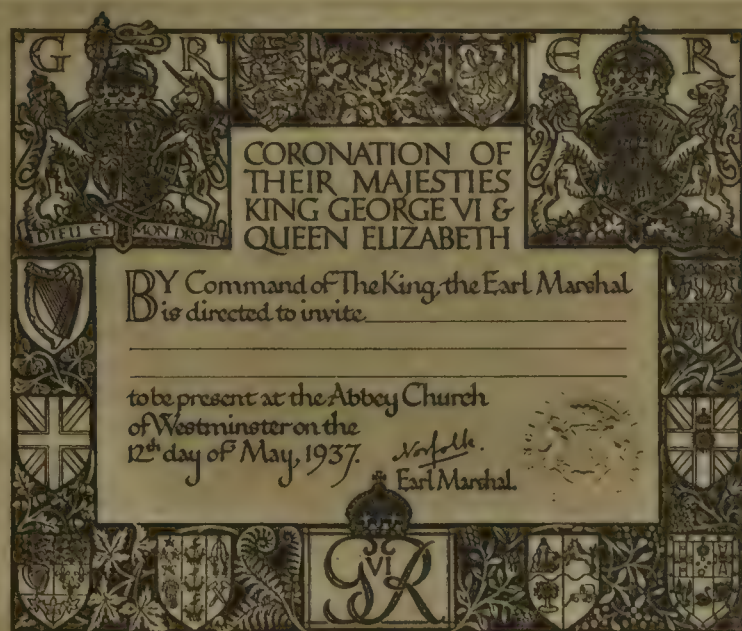 G R
E R
DIEU ET MON DROIT
CORONATION OF
THEIR MAJESTIES
KING GEORGE VI &
QUEEN ELIZABETH
BY Command of The King, the Earl Marshal
is directed to invite
to be present at the Abbey Church
of Westminster on the
12th day of May, 1937.
Norfolk.
Earl Marshal.
G VI R